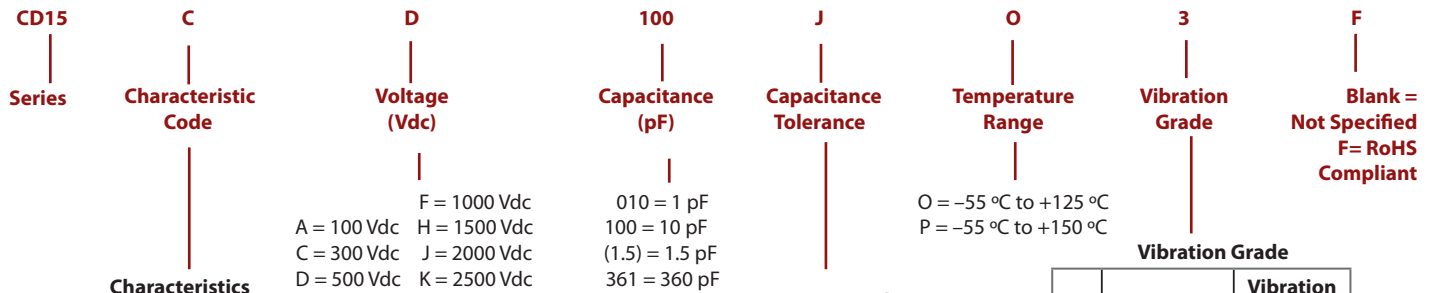 CD15 C D 100 J O 3 F
Series Characteristic Code Voltage (Vdc) Capacitance (pF) Capacitance Tolerance Temperature Range Vibration Grade Blank = Not Specified F= RoHS Compliant
F = 1000 Vdc 010 = 1 pF O = –55 ºC to +125 ºC
A = 100 Vdc H = 1500 Vdc 100 = 10 pF P = –55 ºC to +150 ºC
C = 300 Vdc J = 2000 Vdc (1.5) = 1.5 pF Vibration Grade
D = 500 Vdc K = 2500 Vdc 361 = 360 pF
Characteristics Vibration